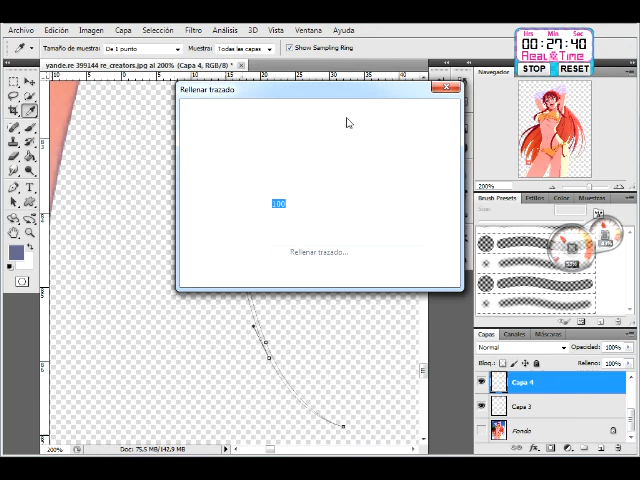 Archivo Edición Imagen Capa Selección Filtro Análisis 3D Vista Ventana Ayuda
Tamaño de muestra: De 1 punto Muestra: Todas las capas Show Sampling Ring
Hrs Min Sec
00:27:40
Real&Time
STOP RESET
yande.re 399144 re_creators.jpg al 200% (Capa 4, RGB/8) *
Rellenar trazado
100
Rellenar trazado...
Navegador
200%
Brush Presets Estilos Color
Size:
Capas Canales Máscaras
Normal Opacidad: 100%
Bloq.: Relleno: 100%
Capa 4
Capa 3
Fondo
200% Doc: 75,5 MB/142,9 MB